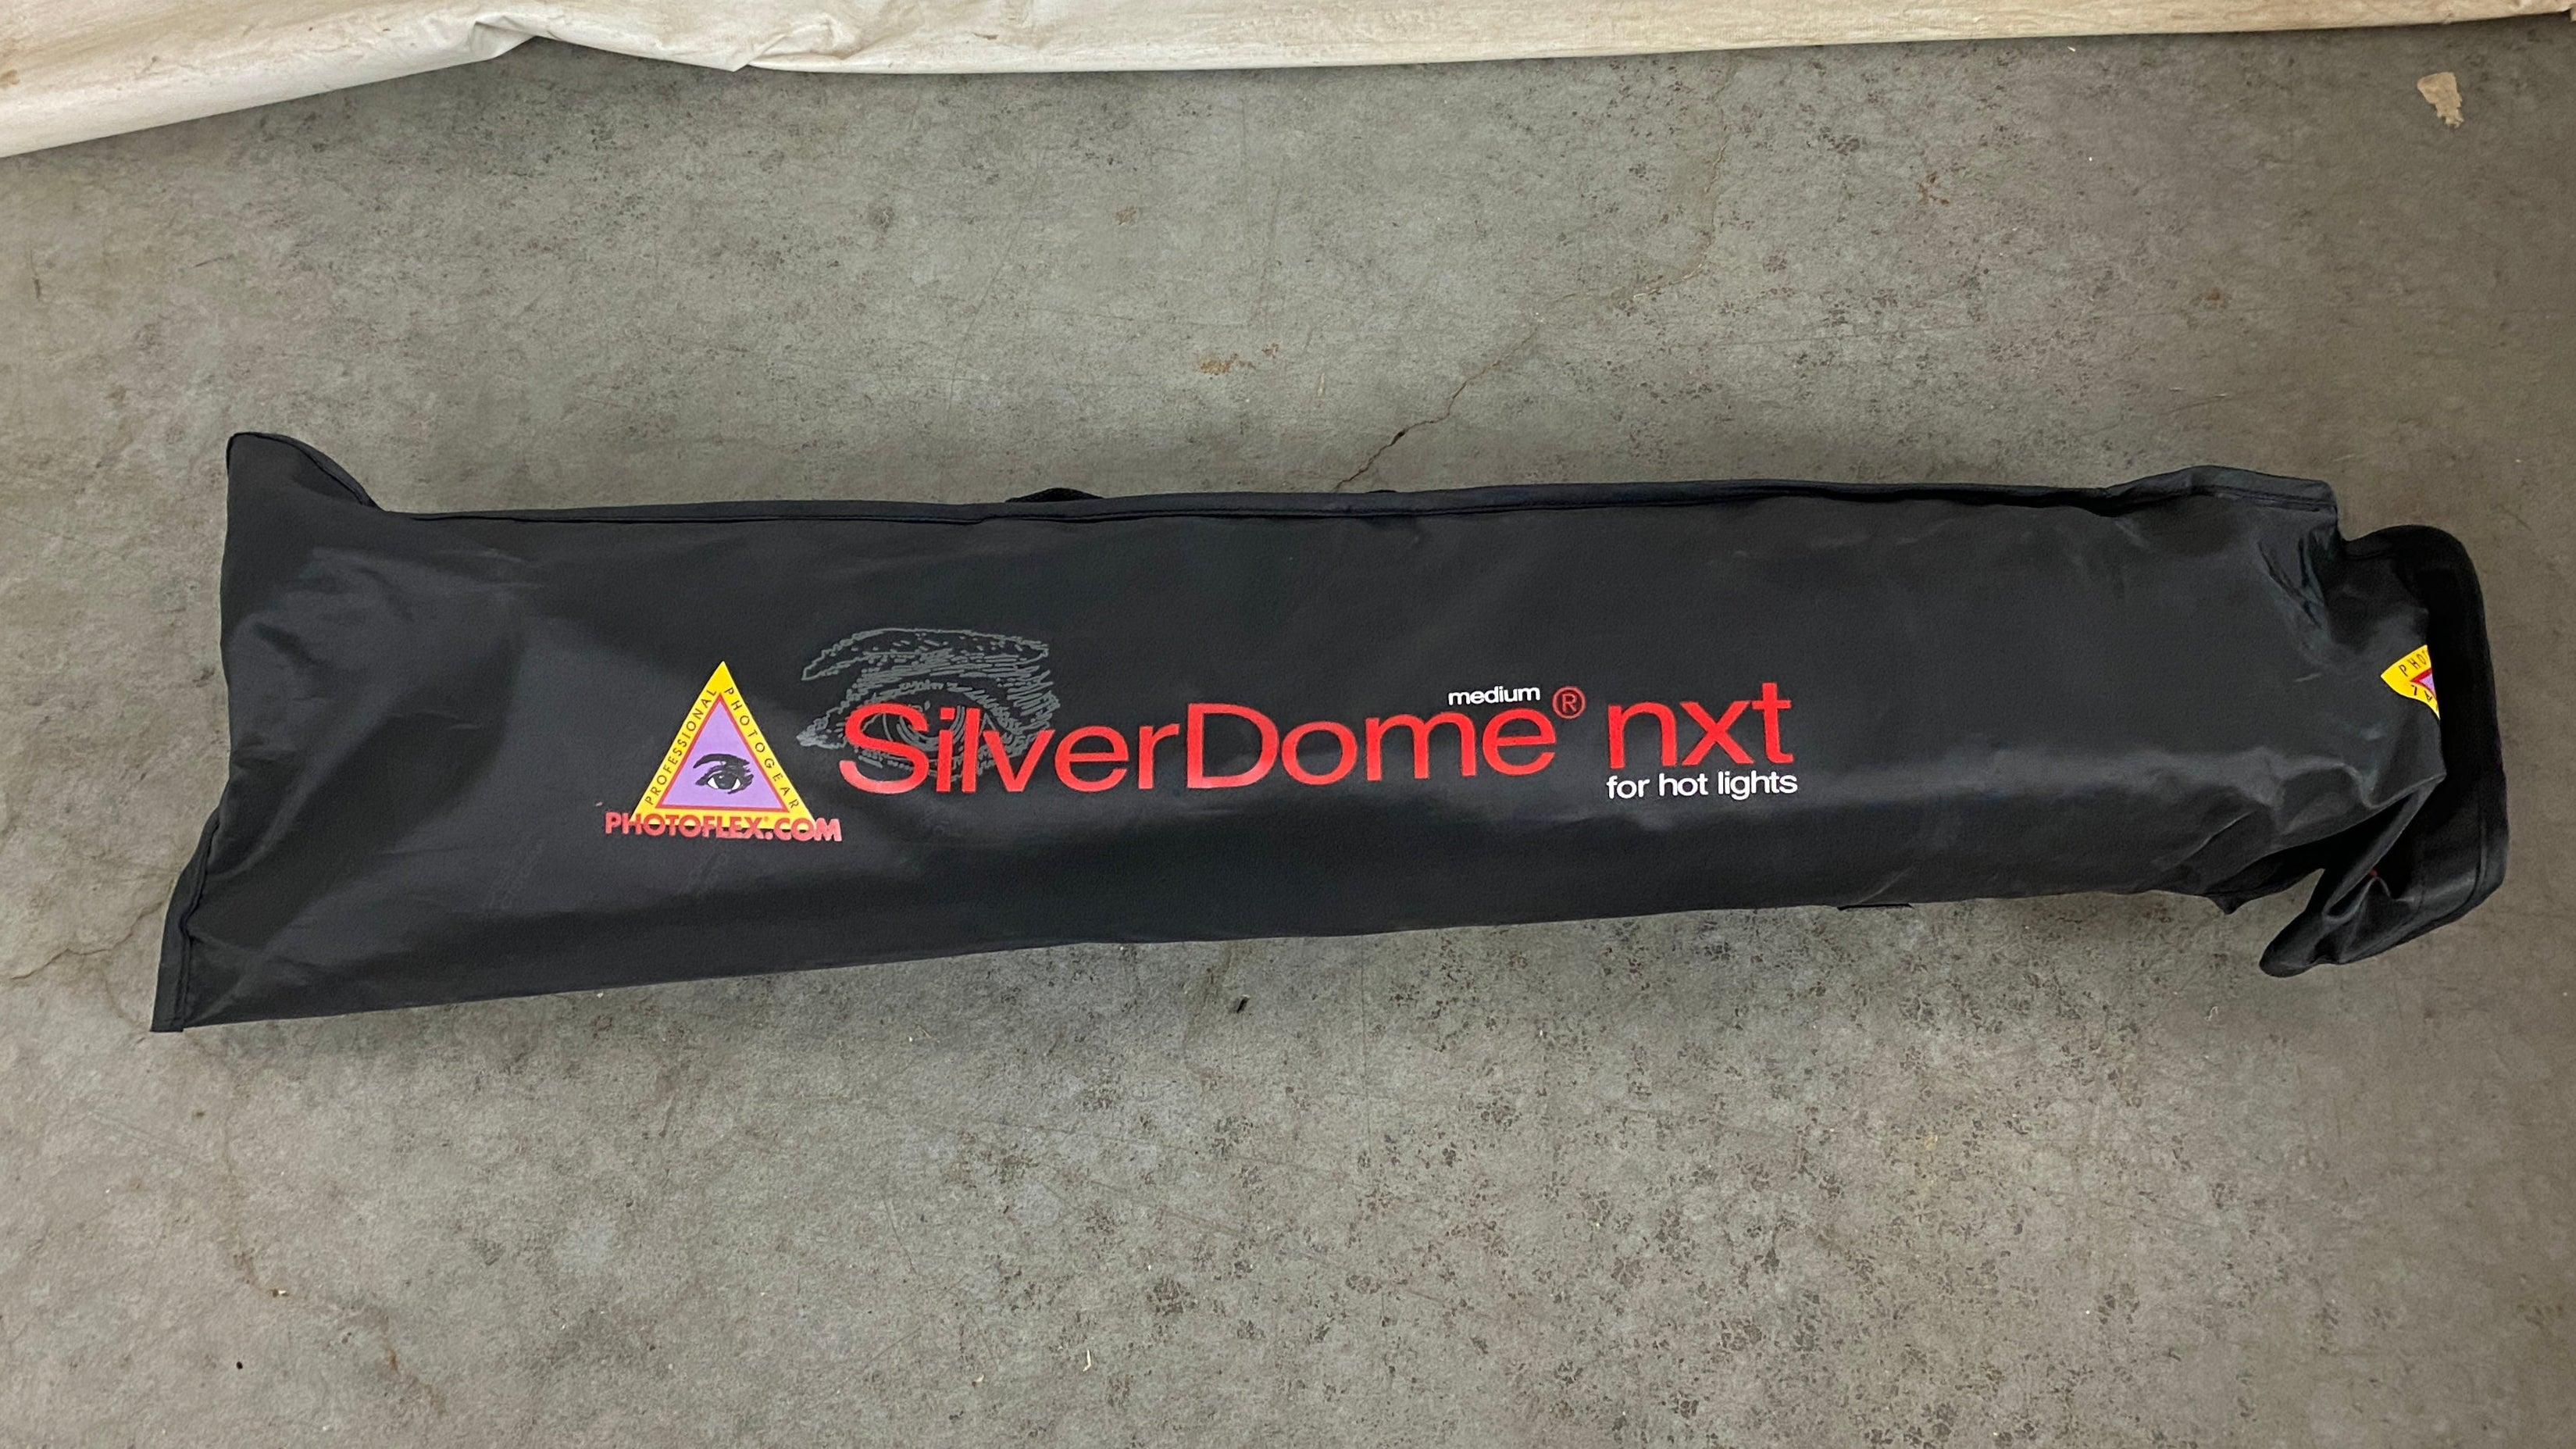 PROFESSIONAL PHOTOGEAR
PHOTOFLEX.COM
medium
SilverDome® nxt
for hot lights